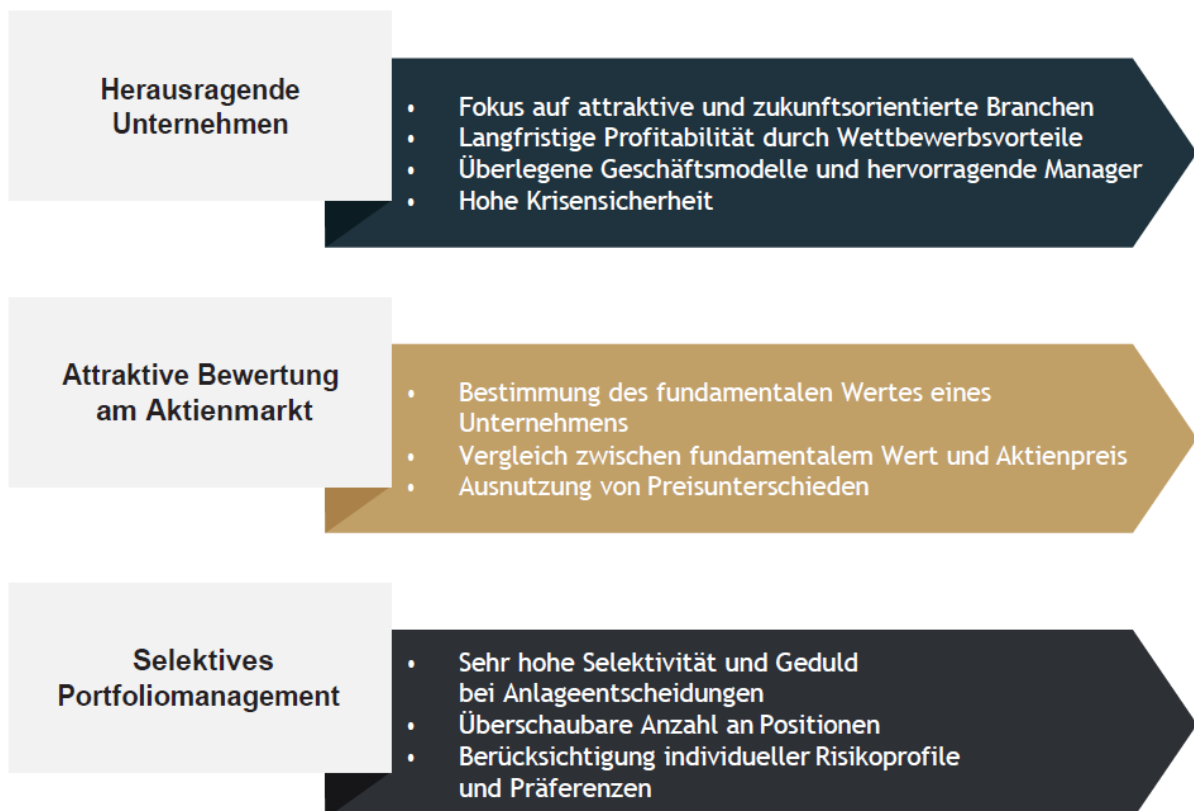 Herausragende
Unternehmen
• Fokus auf attraktive und zukunftsorientierte Branchen
• Langfristige Profitabilität durch Wettbewerbsvorteile
• Überlegene Geschäftsmodelle und hervorragende Manager
• Hohe Krisensicherheit
Attraktive Bewertung
am Aktienmarkt
• Bestimmung des fundamentalen Wertes eines
Unternehmens
• Vergleich zwischen fundamentalem Wert und Aktienpreis
• Ausnutzung von Preisunterschieden
Selektives
Portfoliomanagement
• Sehr hohe Selektivität und Geduld
bei Anlageentscheidungen
• Überschaubare Anzahl an Positionen
• Berücksichtigung individueller Risikoprofile
und Präferenzen